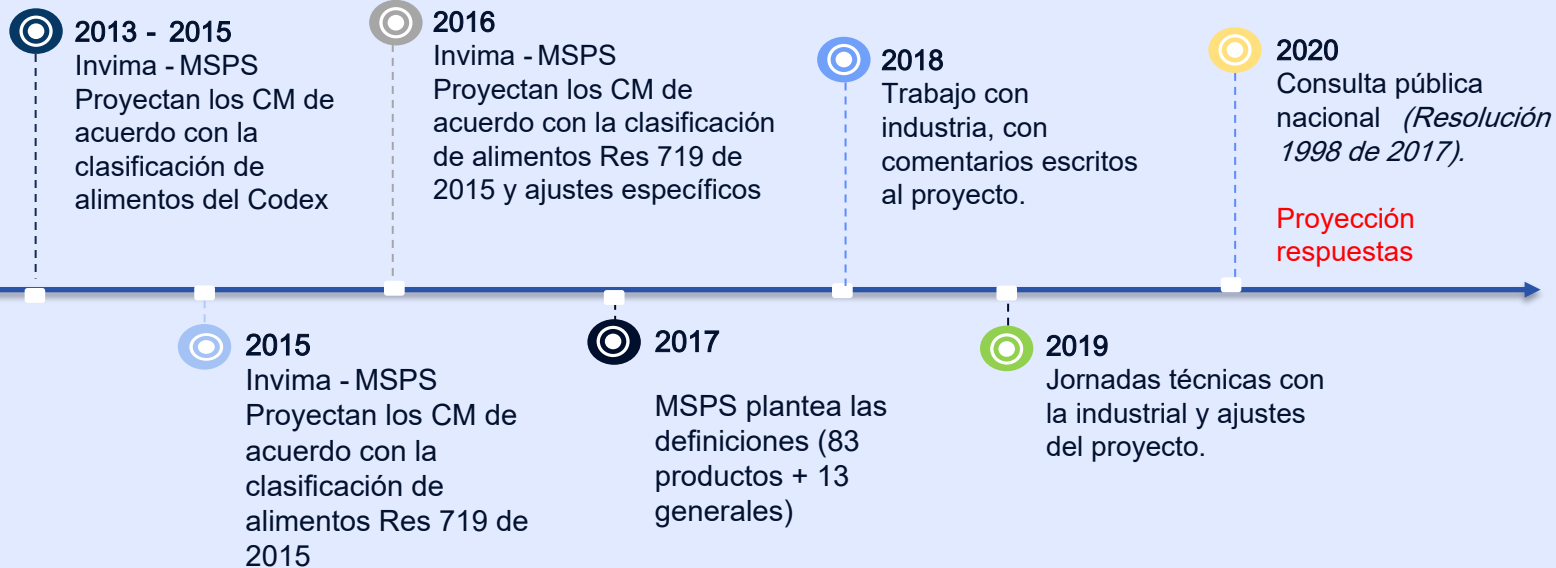 2013 - 2015
Invima - MSPS
Proyectan los CM de
acuerdo con la
clasificación de
alimentos del Codex
2015
Invima - MSPS
Proyectan los CM de
acuerdo con la
clasificación de
alimentos Res 719 de
2015
2016
Invima - MSPS
Proyectan los CM de
acuerdo con la clasificación
de alimentos Res 719 de
2015 y ajustes específicos
2017
MSPS plantea las
definiciones (83
productos + 13
generales)
2018
Trabajo con
industria, con
comentarios escritos
al proyecto.
2019
Jornadas técnicas con
la industrial y ajustes
del proyecto.
2020
Consulta pública
nacional (Resolución
1998 de 2017).
Proyección
respuestas